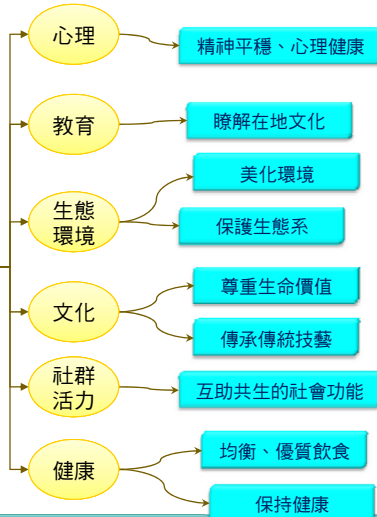 心理
精神平穩、心理健康
教育
瞭解在地文化
生態
環境
美化環境
保護生態系
文化
尊重生命價值
傳承傳統技藝
社群
活力
互助共生的社會功能
健康
均衡、優質飲食
保持健康